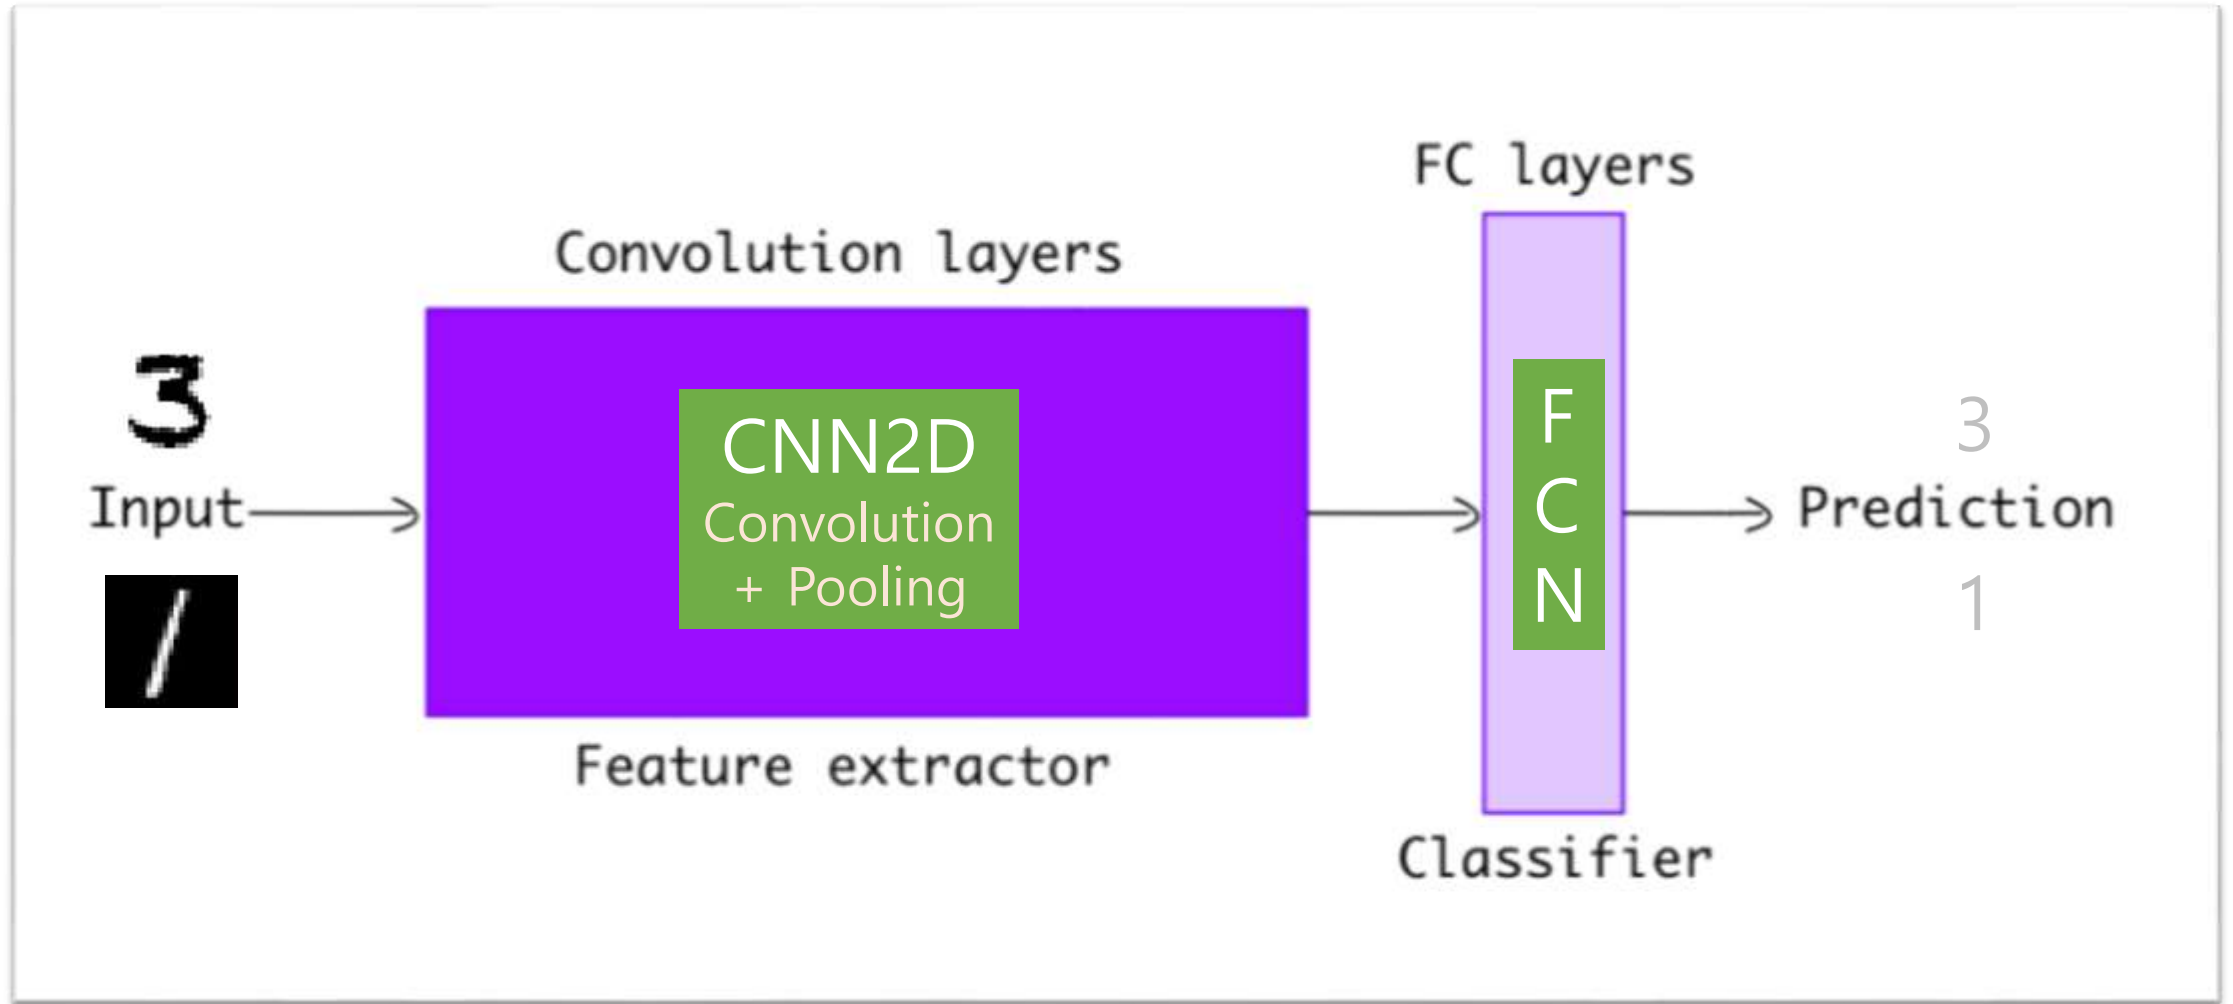 FC layers
Convolution layers
3
Input
/
CNN2D
Convolution
+ Pooling
Feature extractor
F
C
N
Classifier
3
Prediction
1